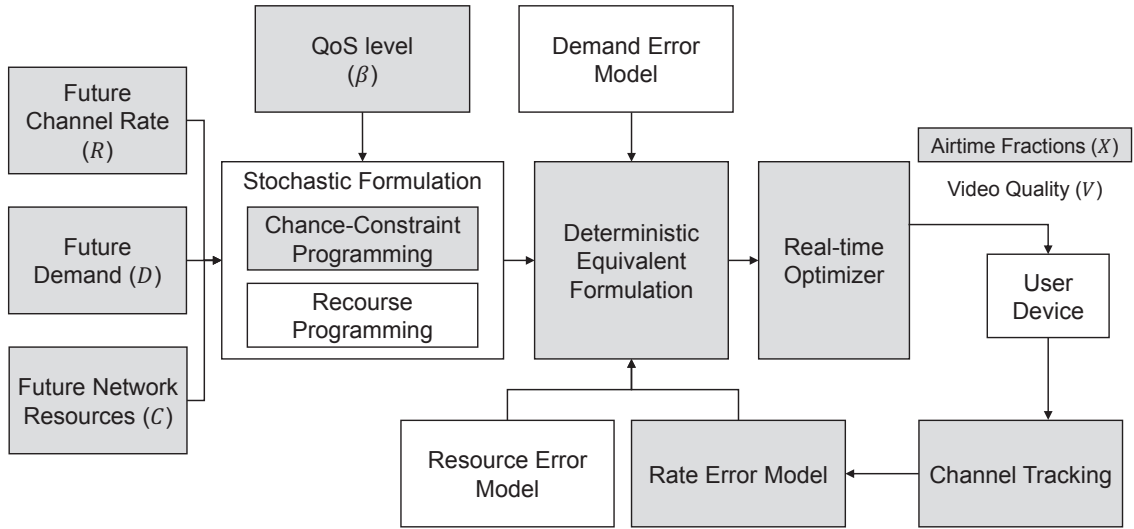 QoS level
(β)
Demand Error
Model
Future
Channel Rate
(R)
Airtime Fractions (X)
Video Quality (V)
Stochastic Formulation
Chance-Constraint
Programming
Recourse
Programming
Future
Demand (D)
Deterministic
Equivalent
Formulation
Real-time
Optimizer
User
Device
Future Network
Resources (C)
Resource Error
Model
Rate Error Model
Channel Tracking